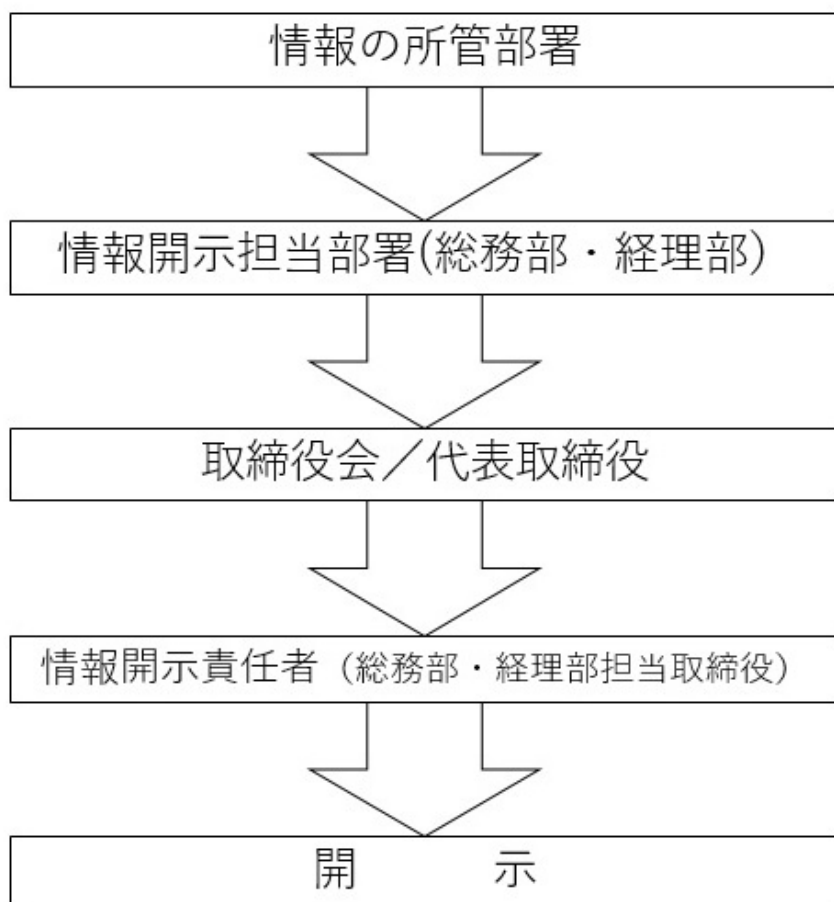 情報の所管部署
情報開示担当部署(総務部・経理部)
取締役会／代表取締役
情報開示責任者（総務部・経理部担当取締役）
開　　　示